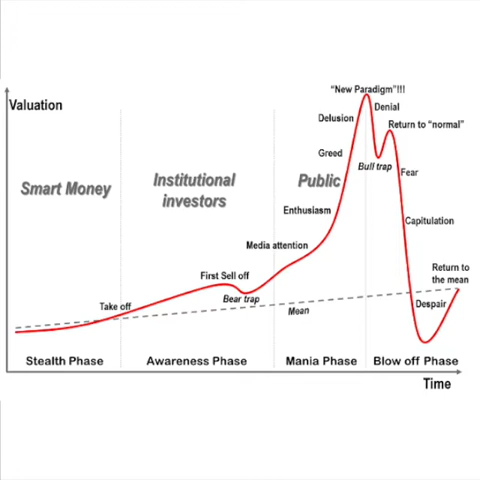 "New Paradigm"!!!
Valuation
Denial
Delusion
Return to "normal"
Greed
Bull trap
Fear
Smart Money
Institutional
investors
Public
Enthusiasm
Capitulation
Media attention
First Sell off
Return to
the mean
Bear trap
Take off
Mean
Despair
Stealth Phase
Awareness Phase
Mania Phase
Blow off Phase
Time